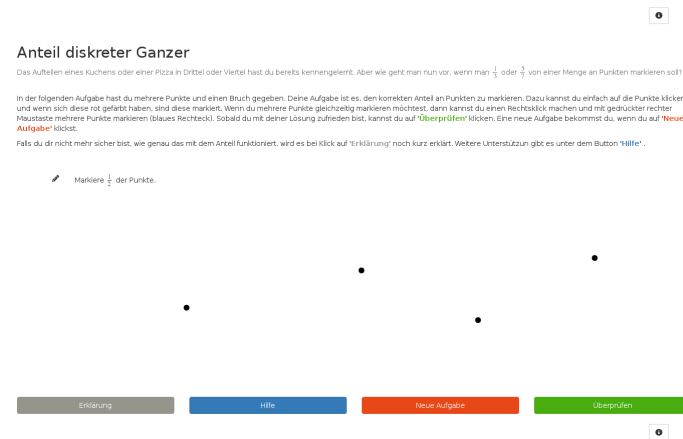 Anteil diskreter Ganzer
Das Aufteilen eines Kuchens oder einer Pizza in Drittel oder Viertel hast du bereits kennengelernt. Aber wie geht man nun vor, wenn man 1/3 oder 5/7 von einer Menge an Punkten markieren soll?
In der folgenden Aufgabe hast du mehrere Punkte und einen Bruch gegeben. Deine Aufgabe ist es, den korrekten Anteil an Punkten zu markieren. Dazu kannst du einfach auf die Punkte klicken
und wenn sich diese rot gefärbt haben, sind diese markiert. Wenn du mehrere Punkte gleichzeitig markieren möchtest, dann kannst du einen Rechtsklick machen und mit gedrückter rechter
Maustaste mehrere Punkte markieren (blaues Rechteck). Sobald du mit deiner Lösung zufrieden bist, kannst du auf 'Überprüfen' klicken. Eine neue Aufgabe bekommst du, wenn du auf 'Neue
Aufgabe' klickst.
Falls du dir nicht mehr sicher bist, wie genau das mit dem Anteil funktioniert, wird es bei Klick auf 'Erklärung' noch kurz erklärt. Weitere Unterstützun gibt es unter dem Button 'Hilfe' .
Markiere 1/2 der Punkte.
Erklärung Hilfe Neue Aufgabe Überprüfen